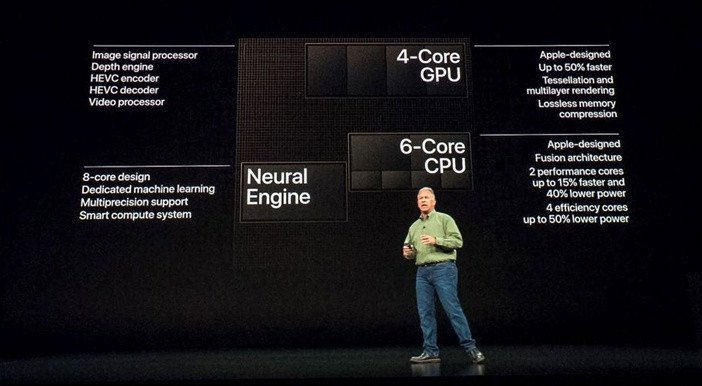 Image signal processor
Depth engine
HEVC encoder
HEVC decoder
Video processor
4-Core
GPU
Apple-designed
Up to 50% faster
Tessellation and
multilayer rendering
Lossless memory
compression
8-core design
Dedicated machine learning
Multiprecision support
Smart compute system
Neural
Engine
6-Core
CPU
Apple-designed
Fusion architecture
2 performance cores
up to 15% faster and
40% lower power
4 efficiency cores
up to 50% lower power